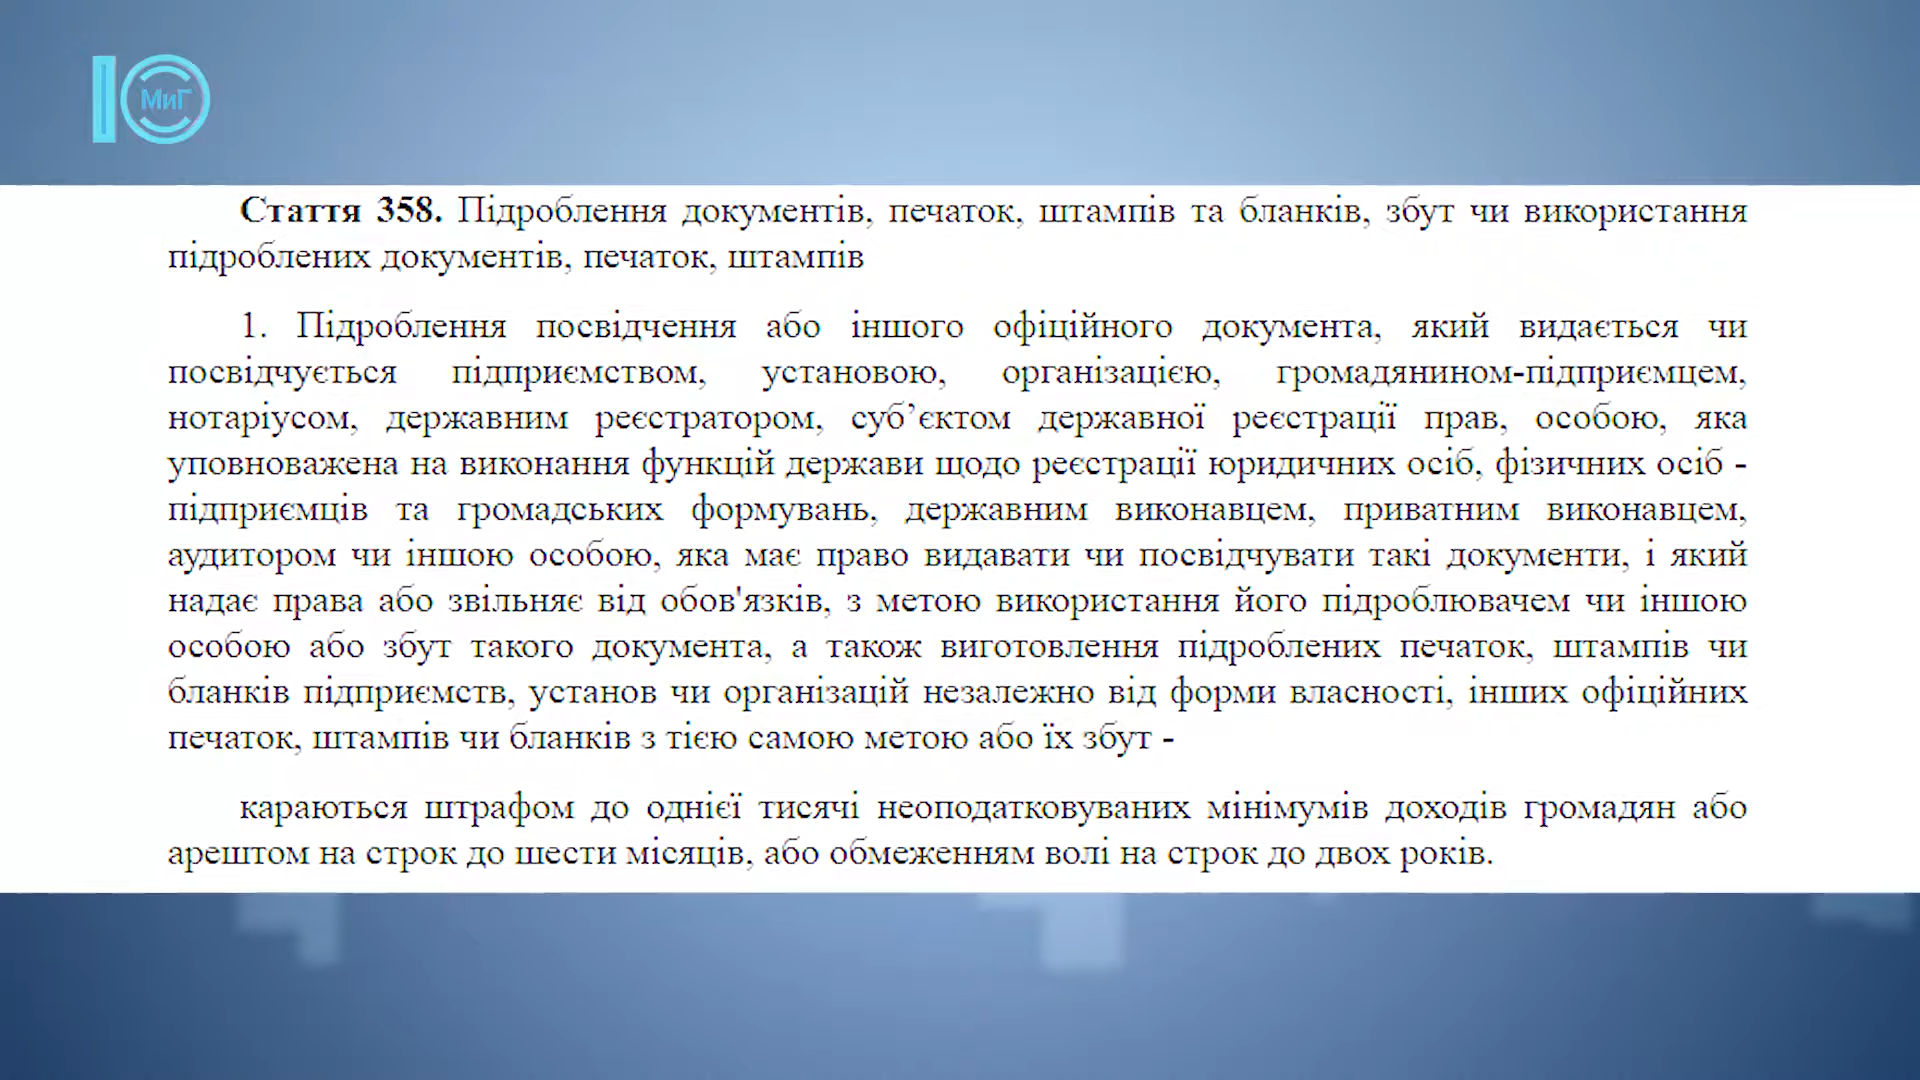 МиГ
Стаття 358. Підроблення документів, печаток, штампів та бланків, збут чи використання
підроблених документів, печаток, штампів
1. Підроблення посвідчення або іншого офіційного документа, який видається чи
посвідчується підприємством, установою, організацією, громадянином-підприємцем,
нотаріусом, державним реєстратором, суб’єктом державної реєстрації прав, особою, яка
уповноважена на виконання функцій держави щодо реєстрації юридичних осіб, фізичних осіб -
підприємців та громадських формувань, державним виконавцем, приватним виконавцем,
аудитором чи іншою особою, яка має право видавати чи посвідчувати такі документи, і який
надає права або звільняє від обов'язків, з метою використання його підроблювачем чи іншою
особою або збут такого документа, а також виготовлення підроблених печаток, штампів чи
бланків підприємств, установ чи організацій незалежно від форми власності, інших офіційних
печаток, штампів чи бланків з тією самою метою або їх збут -
караються штрафом до однієї тисячі неоподатковуваних мінімумів доходів громадян або
арештом на строк до шести місяців, або обмеженням волі на строк до двох років.